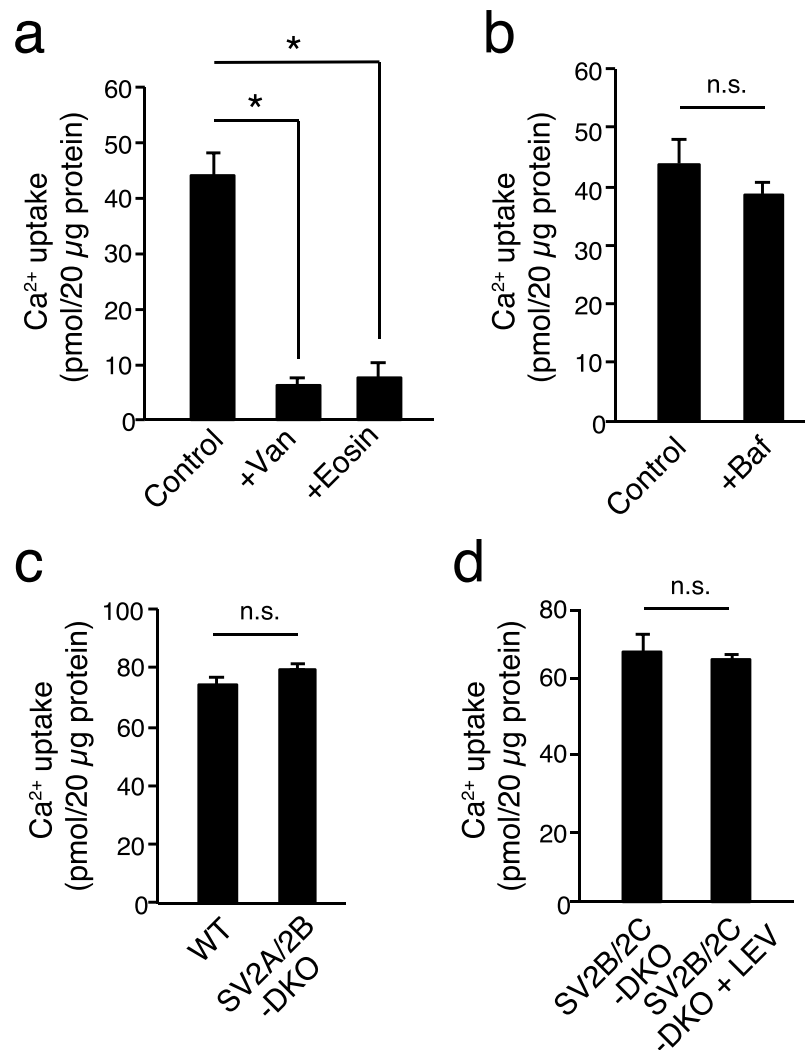 a
*
*
60
50
40
30
20
10
0
Ca2+ uptake
(pmol/20 µg protein)
Control
+Van
+Eosin
b
n.s.
60
50
40
30
20
10
0
Ca2+ uptake
(pmol/20 µg protein)
Control
+Baf
c
n.s.
100
80
60
40
20
0
Ca2+ uptake
(pmol/20 µg protein)
WT
SV2A/2B
-DKO
d
n.s.
80
60
40
20
0
Ca2+ uptake
(pmol/20 µg protein)
SV2B/2C
-DKO
SV2B/2C
-DKO + LEV